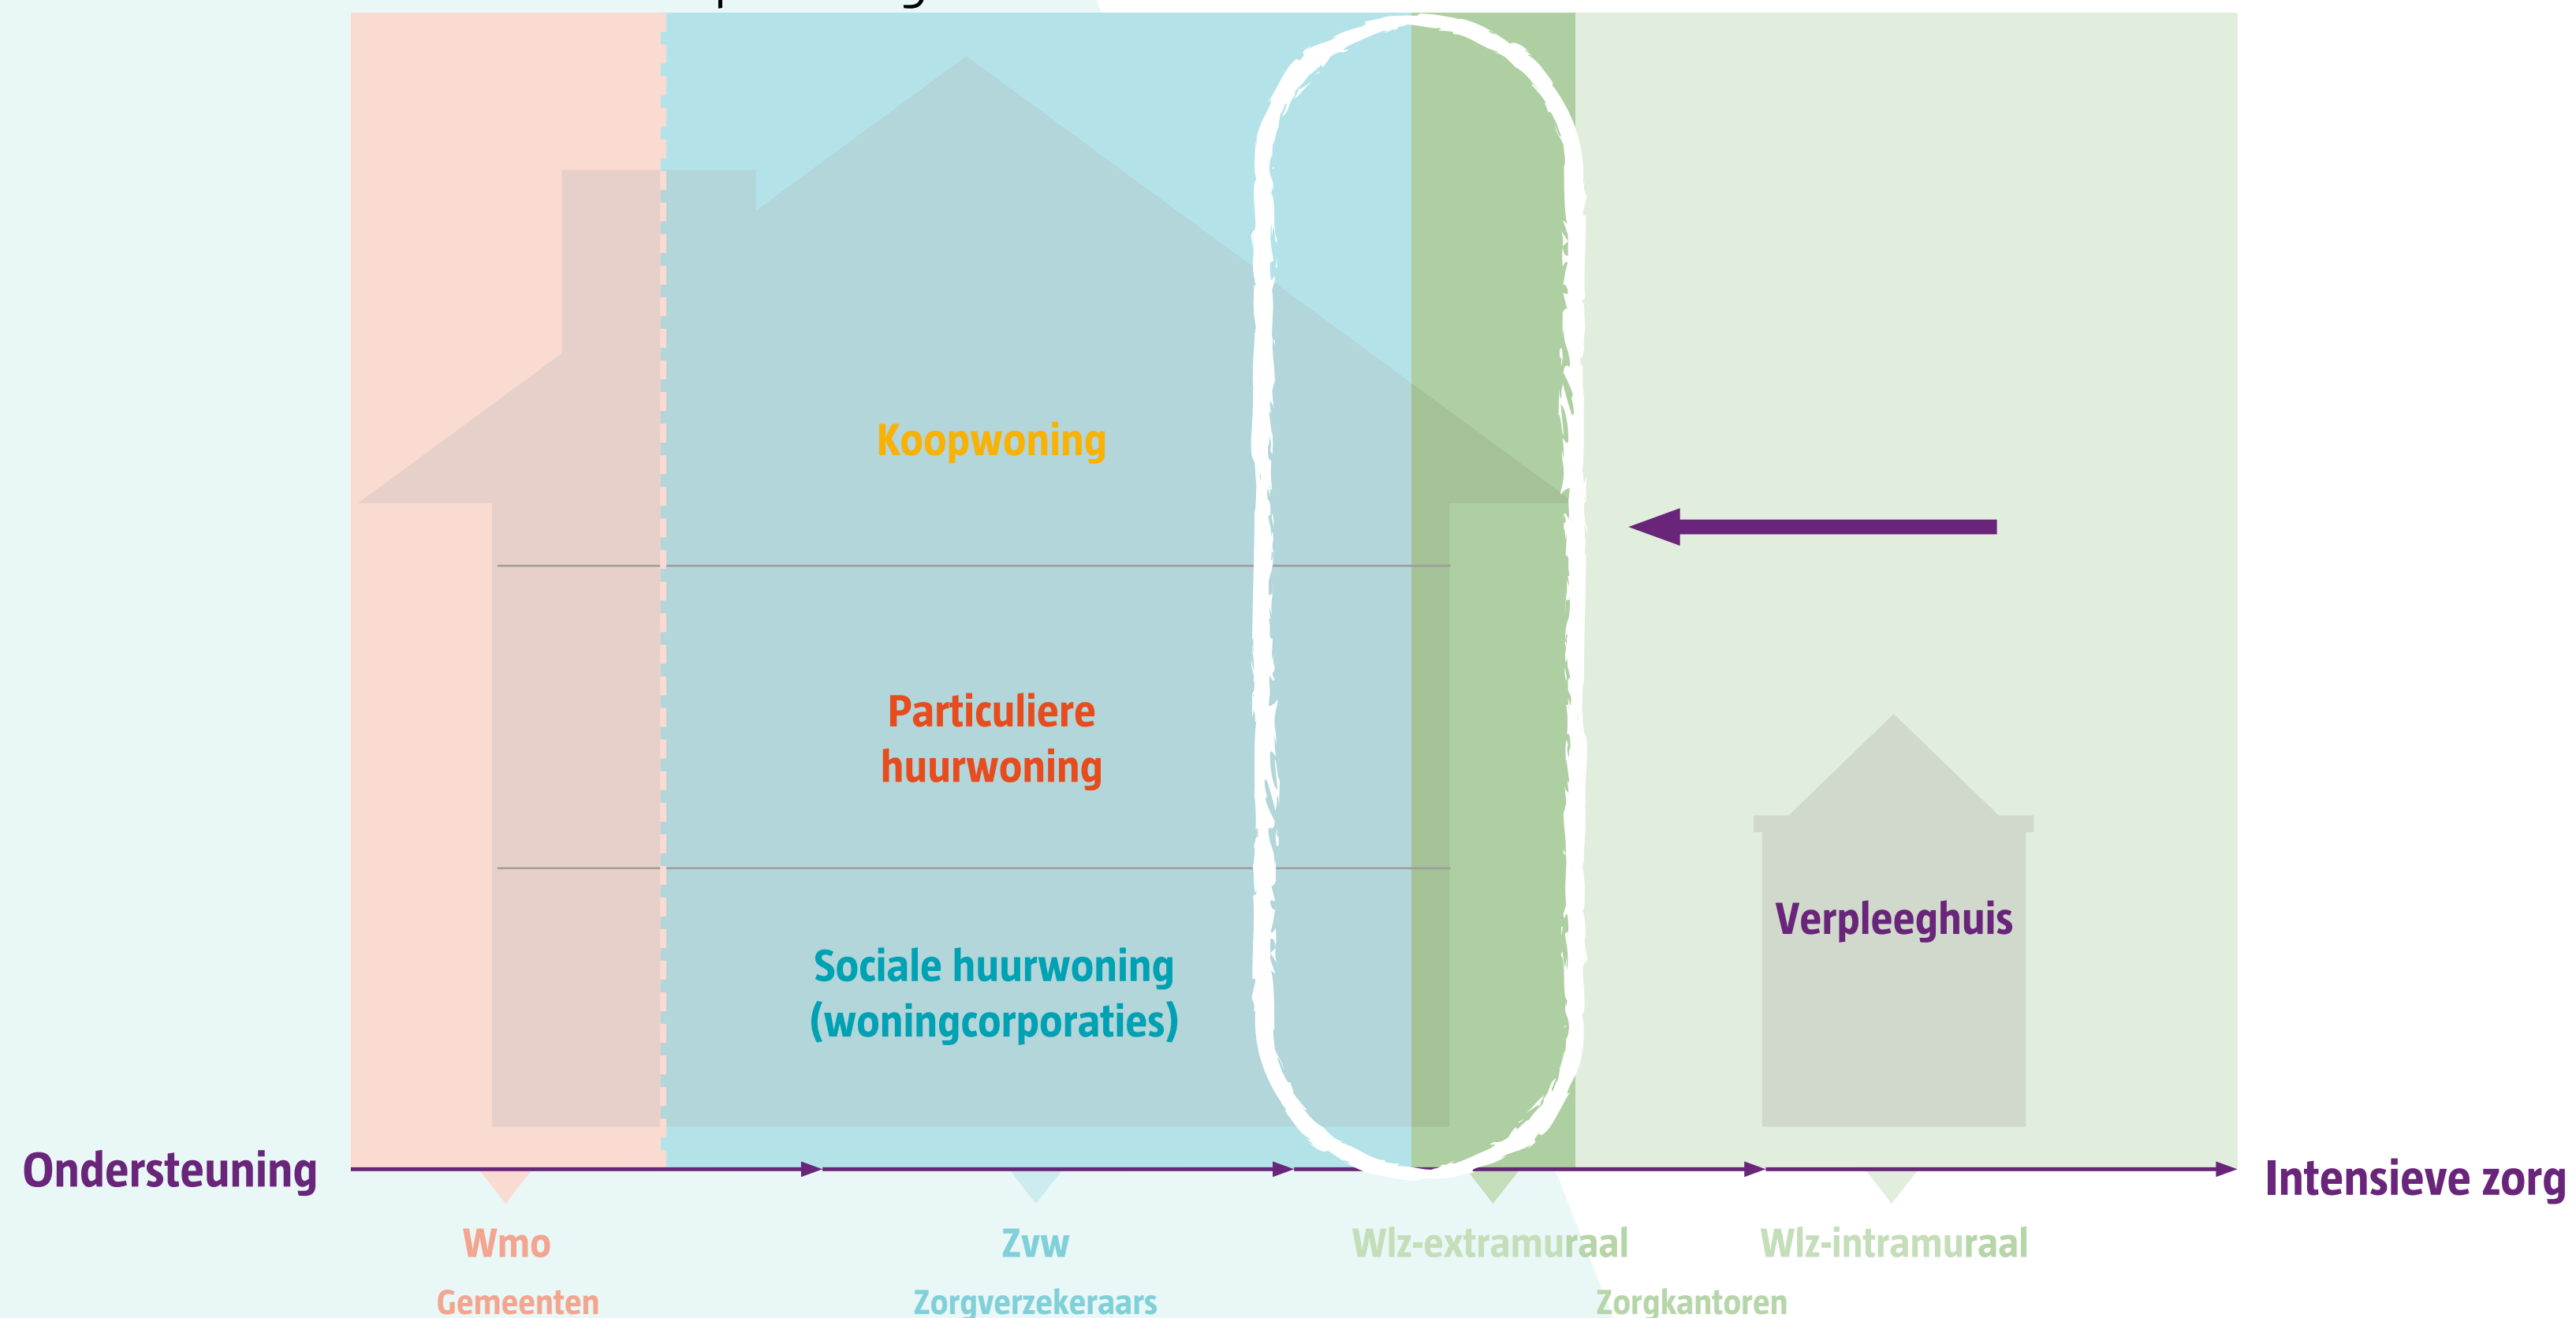 Koopwoning
Particuliere
huurwoning
Verpleeghuis
Sociale huurwoning
(woningcorporaties)
Ondersteuning
Intensieve zorg
Wmo
Zvw
Wlz-extramuraal
Wlz-intramuraal
Gemeenten
Zorgverzekeraars
Zorgkantoren